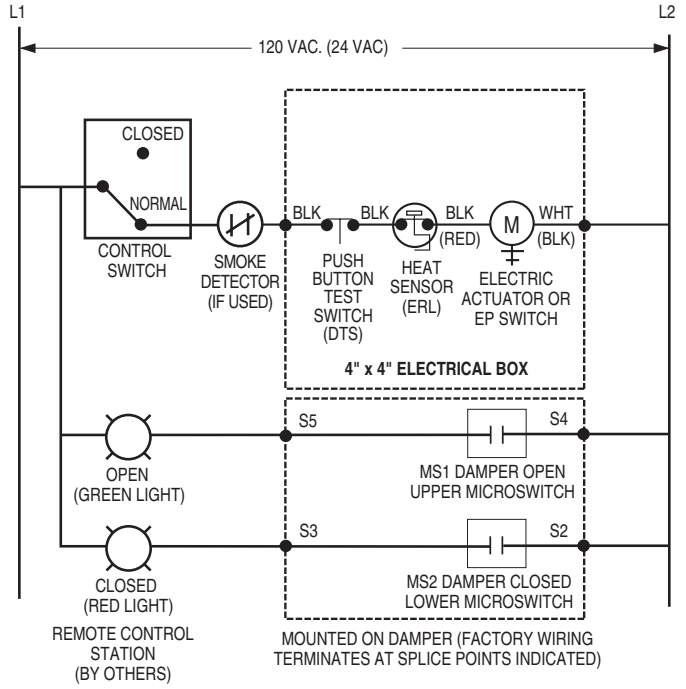 L1
L2
120 VAC. (24 VAC)
CLOSED
NORMAL
CONTROL
SWITCH
SMOKE
DETECTOR
(IF USED)
BLK
BLK
BLK
(RED)
WHT
(BLK)
M
PUSH
BUTTON
TEST
SWITCH
(DTS)
HEAT
SENSOR
(ERL)
ELECTRIC
ACTUATOR OR
EP SWITCH
4" x 4" ELECTRICAL BOX
S5
S4
OPEN
(GREEN LIGHT)
MS1 DAMPER OPEN
UPPER MICROSWITCH
S3
S2
CLOSED
(RED LIGHT)
MS2 DAMPER CLOSED
LOWER MICROSWITCH
REMOTE CONTROL
STATION
(BY OTHERS)
MOUNTED ON DAMPER (FACTORY WIRING
TERMINATES AT SPLICE POINTS INDICATED)